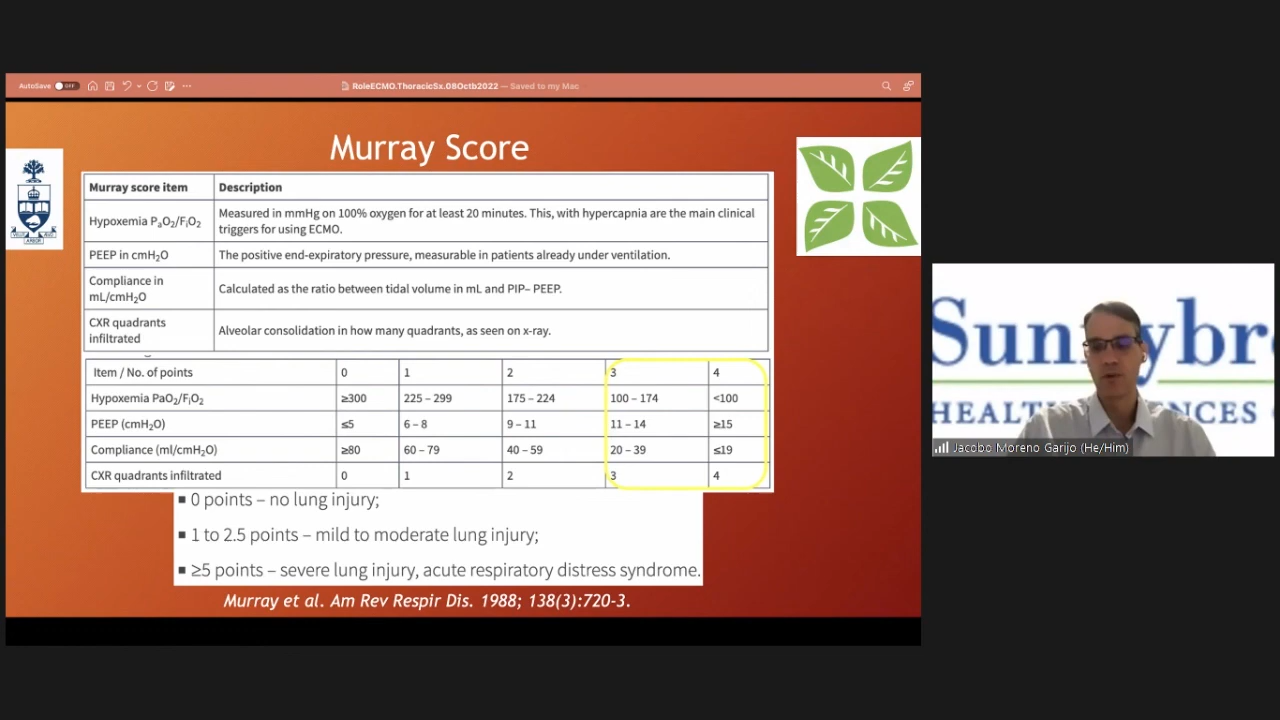 AutoSave OFF
RoleECMO.ThoracicSx.08Octb2022 — Saved to my Mac
Murray Score
Murray score item Description
Hypoxemia PaO2/FiO2 Measured in mmHg on 100% oxygen for at least 20 minutes. This, with hypercapnia are the main clinical
triggers for using ECMO.
PEEP in cmH2O The positive end-expiratory pressure, measurable in patients already under ventilation.
Compliance in
mL/cmH2O
Calculated as the ratio between tidal volume in mL and PIP– PEEP.
CXR quadrants
infiltrated
Alveolar consolidation in how many quadrants, as seen on x-ray.
Item / No. of points 0 1 2 3 4
Hypoxemia PaO2/FiO2 ≥300 225 – 299 175 – 224 100 – 174 <100
PEEP (cmH2O) ≤5 6 – 8 9 – 11 11 – 14 ≥15
Compliance (ml/cmH2O) ≥80 60 – 79 40 – 59 20 – 39 ≤19
CXR quadrants infiltrated 0 1 2 3 4
▪ 0 points – no lung injury;
▪ 1 to 2.5 points – mild to moderate lung injury;
▪ ≥5 points – severe lung injury, acute respiratory distress syndrome.
Murray et al. Am Rev Respir Dis. 1988; 138(3):720-3.
Jacobo Moreno Garijo (He/Him)